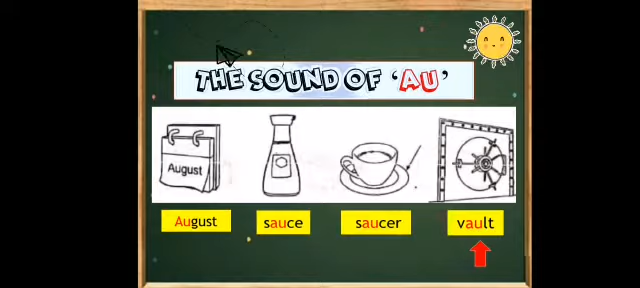 THE SOUND OF ‘AU’
August
August
sauce
saucer
vault